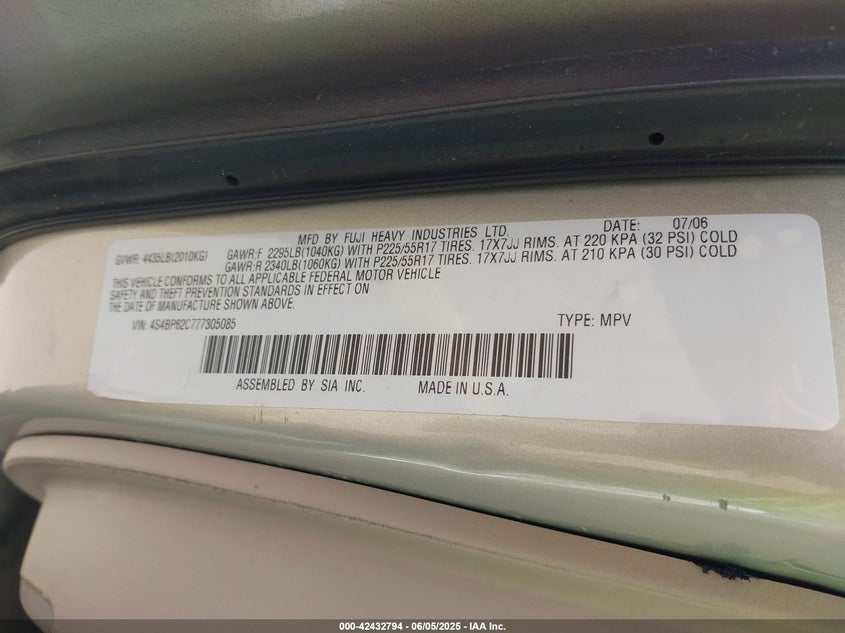 MFD BY FUJI HEAVY INDUSTRIES LTD. DATE: 07/06
GVWR: 4435LB(2010KG) GAWR:F 2295LB(1040KG) WITH P225/55R17 TIRES. 17X7JJ RIMS. AT 220 KPA (32 PSI) COLD
GAWR:R 2340LB(1060KG) WITH P225/55R17 TIRES. 17X7JJ RIMS. AT 210 KPA (30 PSI) COLD
THIS VEHICLE CONFORMS TO ALL APPLICABLE FEDERAL MOTOR VEHICLE
SAFETY AND THEFT PREVENTION STANDARDS IN EFFECT ON
THE DATE OF MANUFACTURE SHOWN ABOVE.
VIN: 4S4BP62C777305085 TYPE: MPV
ASSEMBLED BY SIA INC. MADE IN U.S.A.
000-42432794 - 06/05/2025 - IAA Inc.